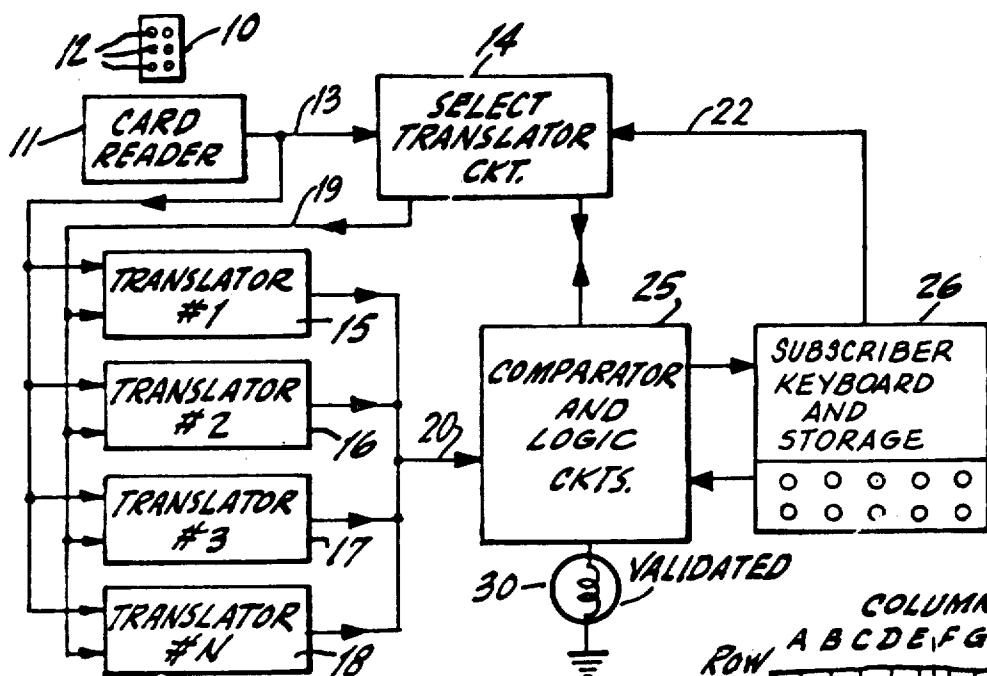 12
10
14
11
CARD
READER
13
SELECT
TRANSLATOR
CKT.
22
19
TRANSLATOR
#1
15
TRANSLATOR
#2
16
TRANSLATOR
#3
17
TRANSLATOR
#N
18
20
25
COMPARATOR
AND
LOGIC
CKTS.
26
SUBSCRIBER
KEYBOARD
AND
STORAGE
30
VALIDATED
COLUMN
A B C D E F G
ROW